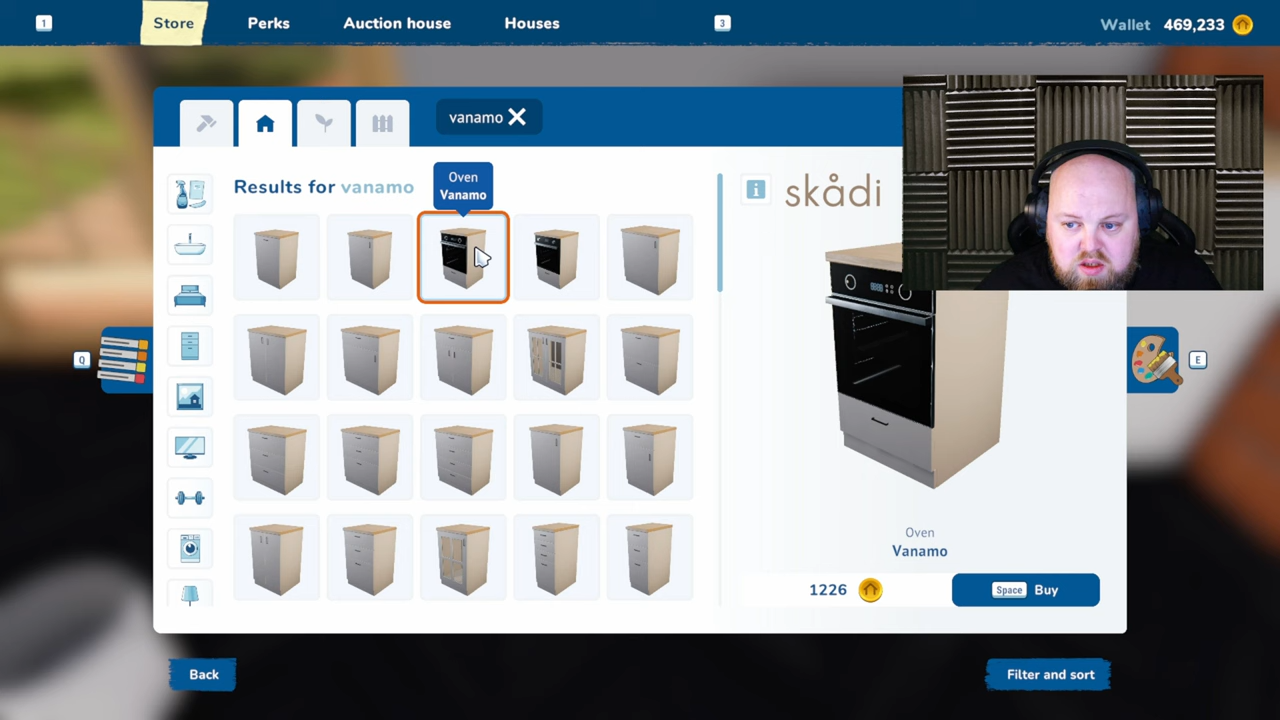 1
Store
Perks
Auction house
Houses
3
Wallet 469,233
vanamo
Results for vanamo
Oven
Vanamo
skådi
Q
E
Oven
Vanamo
1226
Space Buy
Back
Filter and sort